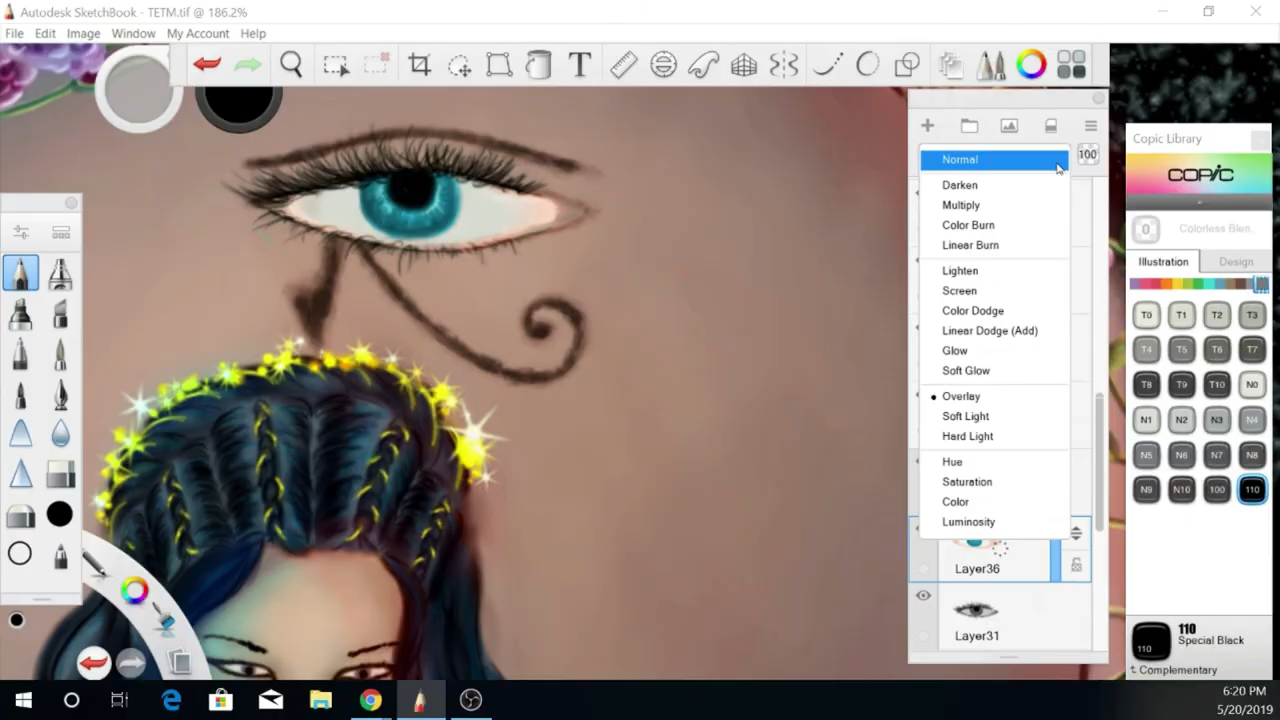 Autodesk SketchBook - TETM.tif @ 186.2%
File Edit Image Window My Account Help
T
100
Normal
Darken
Multiply
Color Burn
Linear Burn
Lighten
Screen
Color Dodge
Linear Dodge (Add)
Glow
Soft Glow
Overlay
Soft Light
Hard Light
Hue
Saturation
Color
Luminosity
Layer36
Layer31
Copic Library
COPIC
0 Colorless Blen..
Illustration Design
T0 T1 T2 T3
T4 T5 T6 T7
T8 T9 T10 N0
N1 N2 N3 N4
N5 N6 N7 N8
N9 N10 100 110
110
110
Special Black
Complementary
6:20 PM
5/20/2019